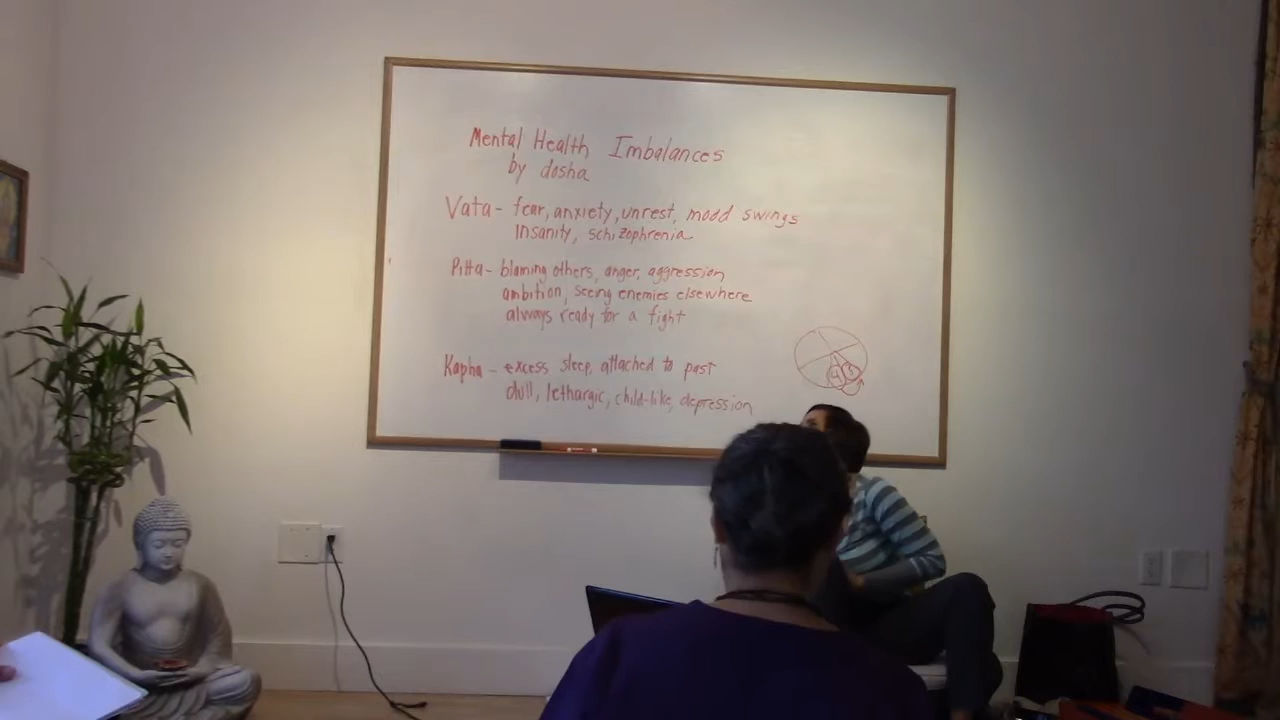 Mental Health Imbalances
by dosha
Vata - fear, anxiety, unrest, mood swings
Insanity, schizophrenia
Pitta - blaming others, anger, aggression
ambition, seeing enemies elsewhere
always ready for a fight
Kapha - excess sleep, attached to past
dull, lethargic, child-like, depression